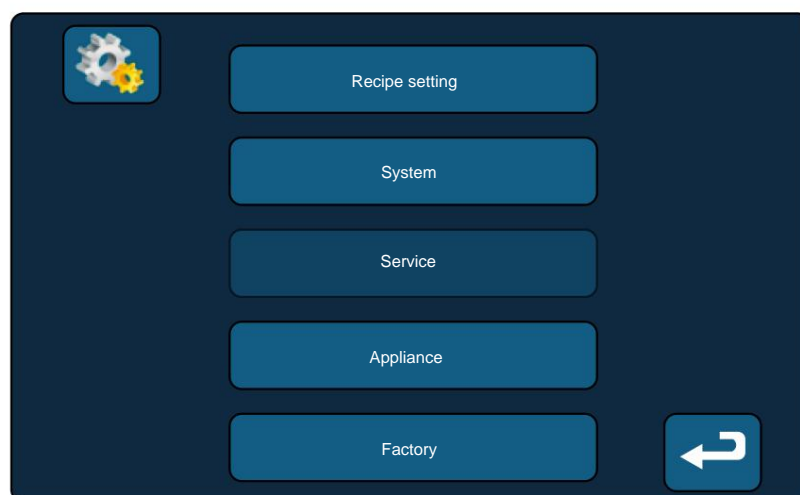 Recipe setting
System
Service
Appliance
Factory